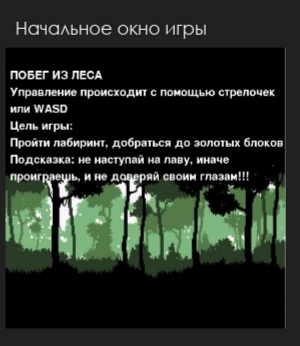 Начальное окно игры
ПОБЕГ ИЗ ЛЕСА
Управление происходит с помощью стрелочек
или WASD
Цель игры:
Пройти лабиринт, добраться до золотых блоков
Подсказка: не наступай на лаву, иначе
проиграешь, и не доверяй своим глазам!!!